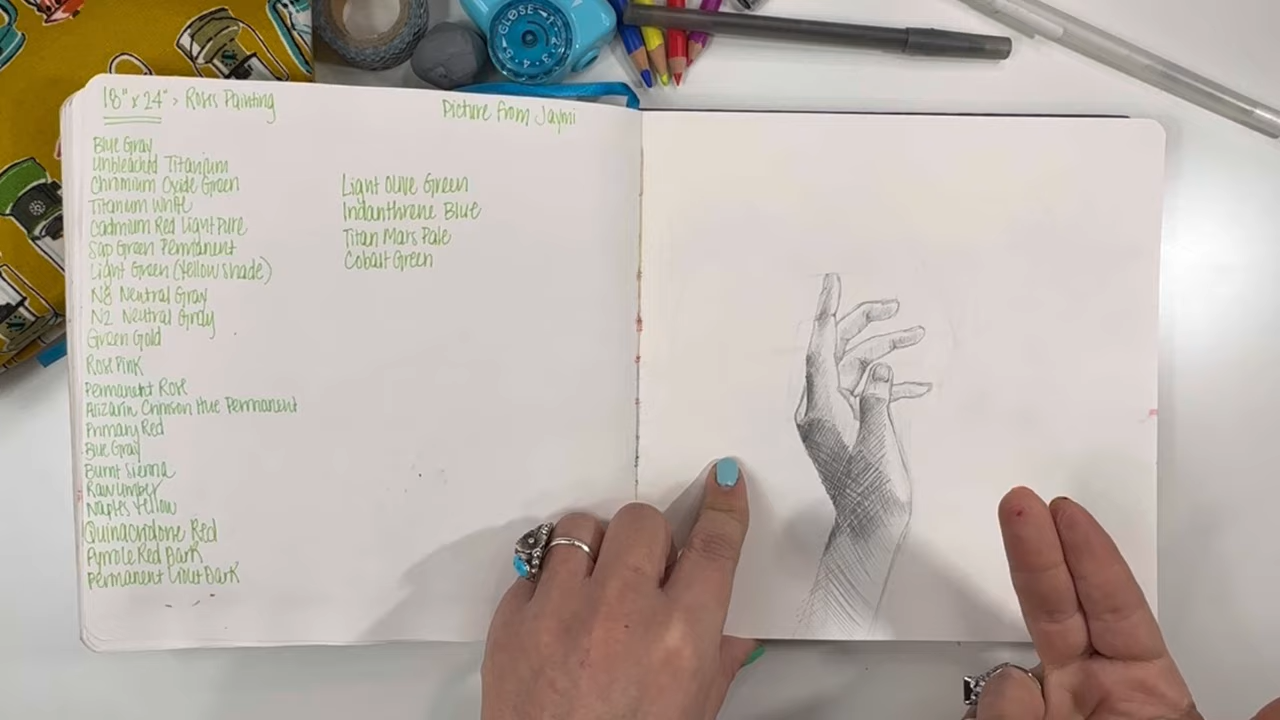 18" x 24" > Roses Painting
Picture from Jaymi
Blue Gray
Unbleached Titanium
Chromium Oxide Green
Titanium White
Cadmium Red Light Pure
Sap Green Permanent
Light Green (Yellow Shade)
N8 Neutral Gray
N2 Neutral Gray
Green Gold
Rose Pink
Permanent Rose
Alizarin Crimson Hue Permanent
Primary Red
Blue Gray
Burnt Sienna
Raw Umber
Naples Yellow
Quinacridone Red
Pyrrole Red Dark
Permanent Violet Dark
Light Olive Green
Indanthrene Blue
Titan Mars Pale
Cobalt Green
CLOSE